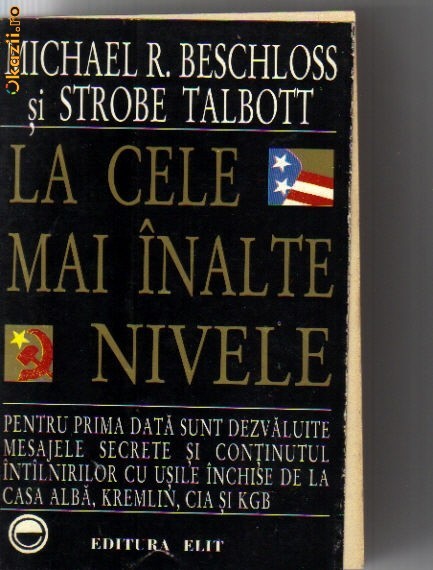 Okazii.ro
MICHAEL R. BESCHLOSS
și STROBE TALBOTT
LA CELE
MAI ÎNALTE
NIVELE
PENTRU PRIMA DATĂ SUNT DEZVĂLUITE
MESAJELE SECRETE ȘI CONȚINUTUL
ÎNTÎLNIRILOR CU UȘILE ÎNCHISE DE LA
CASA ALBĂ, KREMLIN, CIA ȘI KGB
EDITURA ELIT